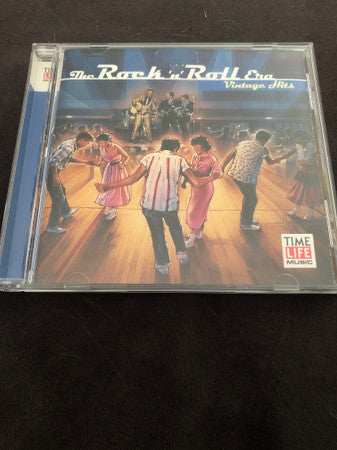 The Rock 'n' Roll Era
Vintage Hits
TIME
LIFE
MUSIC